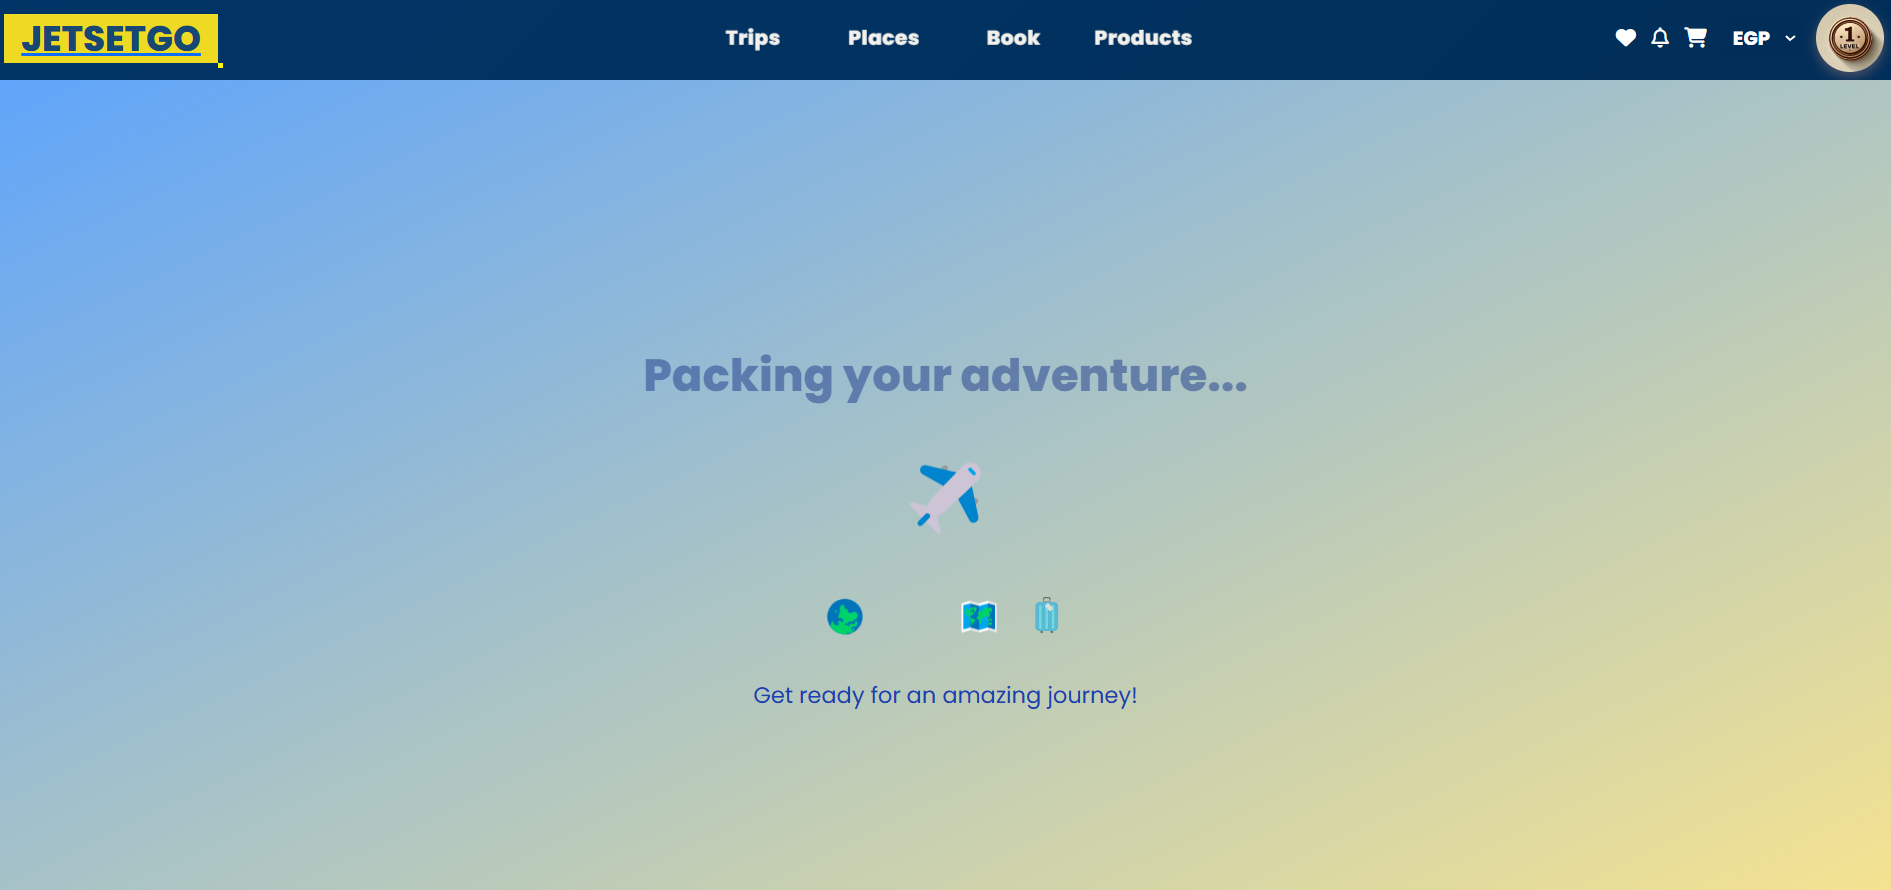 JETSETGO
Trips Places Book Products
EGP
1
LEVEL
Packing your adventure...
Get ready for an amazing journey!